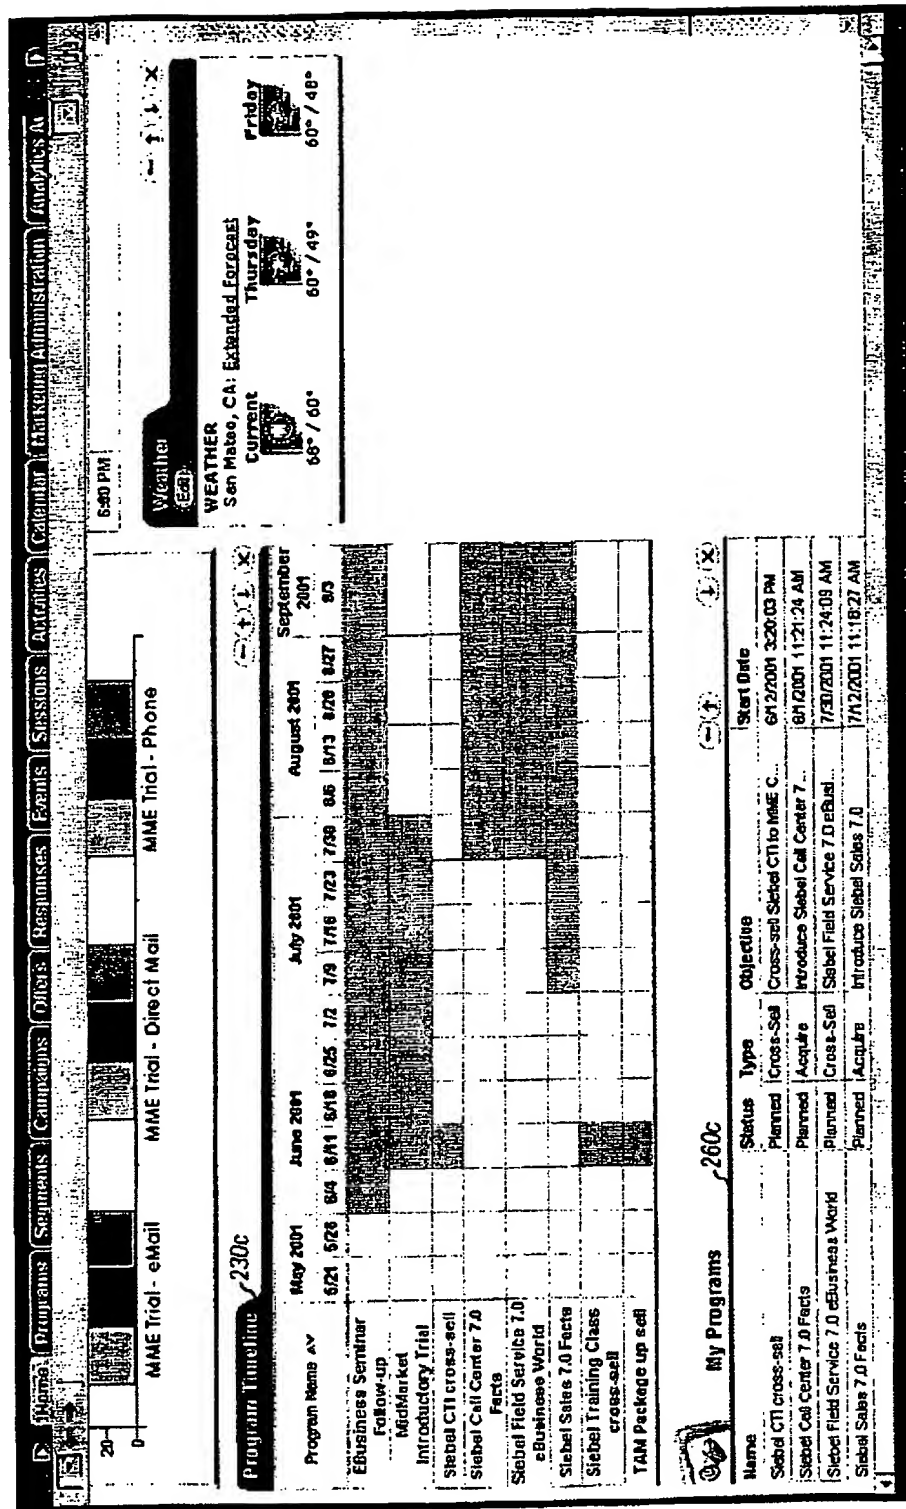 Home Programs Segments Campaigns Offers Responses Events Sessions Activities Calendar Marketing Administration Analytics
20
0
MME Trial - eMail MME Trial - Direct Mail MME Trial - Phone
6:00 PM
Program Timeline 230c
Program Name May 2001 June 2001 July 2001 August 2001 September 2001
5/21 5/28 6/4 6/11 6/18 6/25 7/2 7/9 7/16 7/23 7/30 8/6 8/13 8/20 8/27 9/3
EBusiness Seminar
Follow-up
MidMarket
Introductory Trial
Siebel CTI cross-sell
Siebel Call Center 7.0
Facts
Siebel Field Service 7.0
eBusiness World
Siebel Sales 7.0 Facts
Siebel Training Class
cross-sell
TAM Package up sell
Weather
Edit
WEATHER
San Mateo, CA: Extended Forecast
Current Thursday Friday
68° / 60° 60° / 49° 60° / 48°
My Programs 260c
Name Status Type Objective Start Date
Siebel CTI cross-sell Planned Cross-Sell Cross-sell Siebel CTI to MME C... 6/12/2001 3:20:03 PM
Siebel Call Center 7.0 Facts Planned Acquire Introduce Siebel Call Center 7... 8/1/2001 11:21:24 AM
Siebel Field Service 7.0 eBusiness World Planned Cross-Sell Siebel Field Service 7.0 eBusi... 7/30/2001 11:24:09 AM
Siebel Sales 7.0 Facts Planned Acquire Introduce Siebel Sales 7.0 7/12/2001 11:18:27 AM